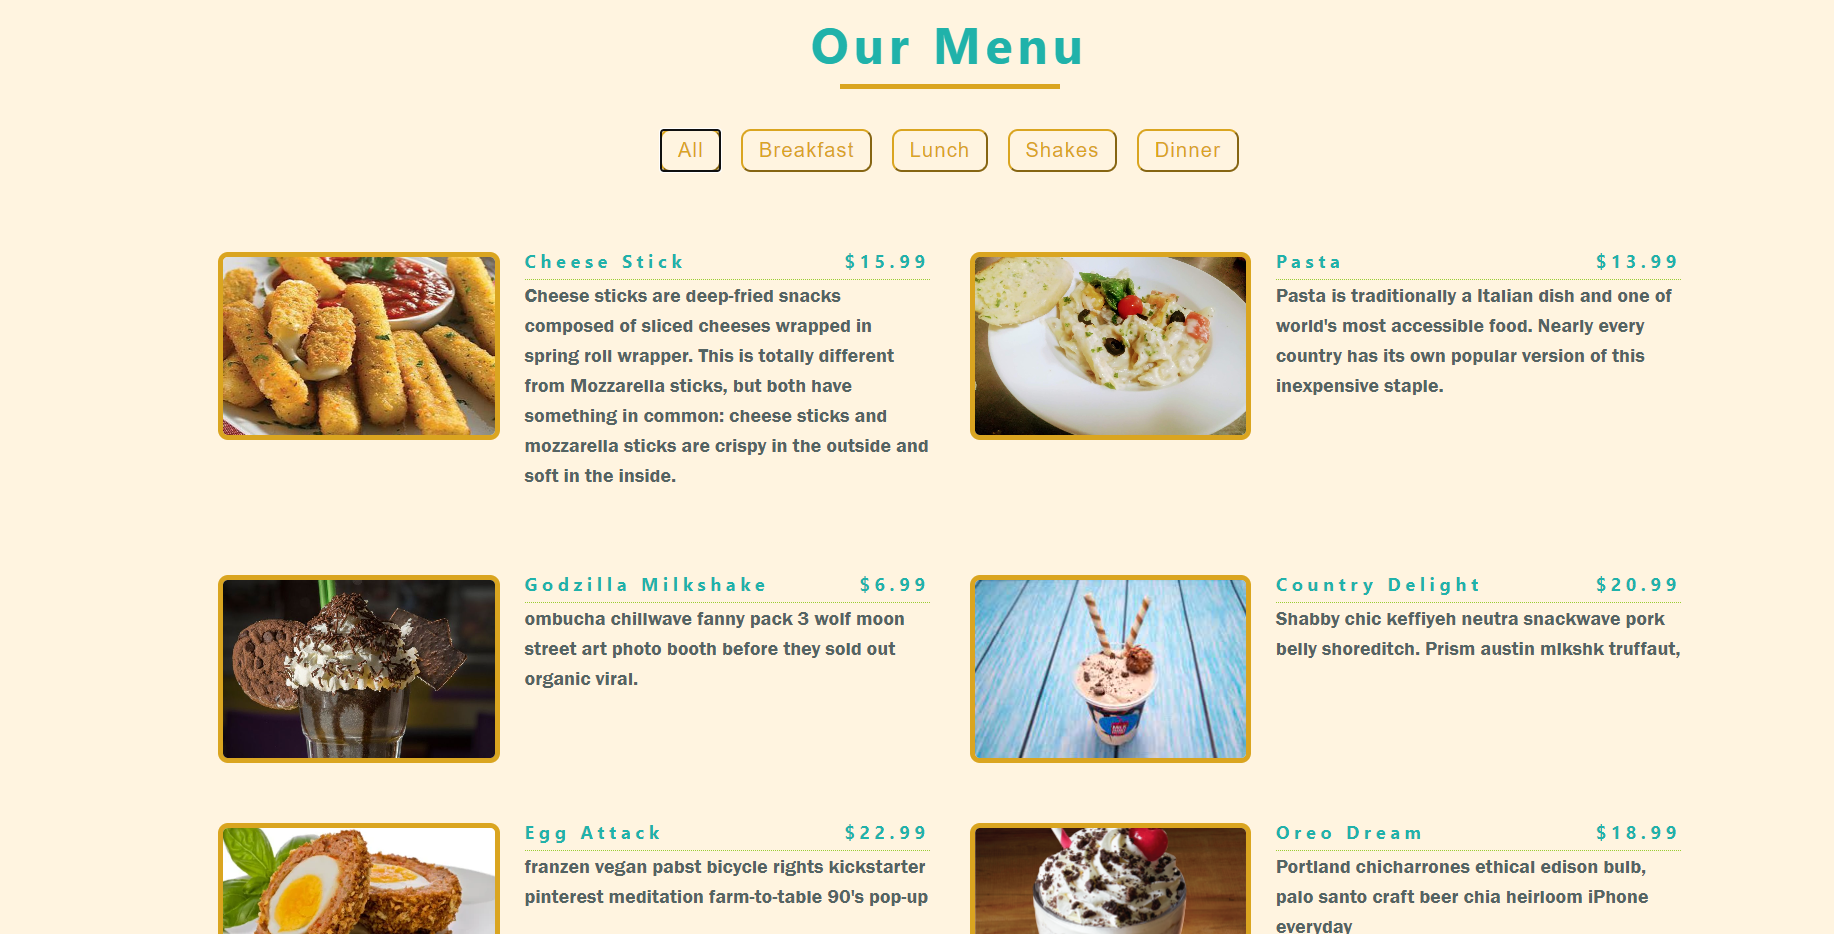 Our Menu
All Breakfast Lunch Shakes Dinner
Cheese Stick $15.99
Cheese sticks are deep-fried snacks
composed of sliced cheeses wrapped in
spring roll wrapper. This is totally different
from Mozzarella sticks, but both have
something in common: cheese sticks and
mozzarella sticks are crispy in the outside and
soft in the inside.
Pasta $13.99
Pasta is traditionally a Italian dish and one of
world's most accessible food. Nearly every
country has its own popular version of this
inexpensive staple.
Godzilla Milkshake $6.99
ombucha chillwave fanny pack 3 wolf moon
street art photo booth before they sold out
organic viral.
Country Delight $20.99
Shabby chic keffiyeh neutra snackwave pork
belly shoreditch. Prism austin mlkshk truffaut,
Egg Attack $22.99
franzen vegan pabst bicycle rights kickstarter
pinterest meditation farm-to-table 90's pop-up
Oreo Dream $18.99
Portland chicharrones ethical edison bulb,
palo santo craft beer chia heirloom iPhone
everyday